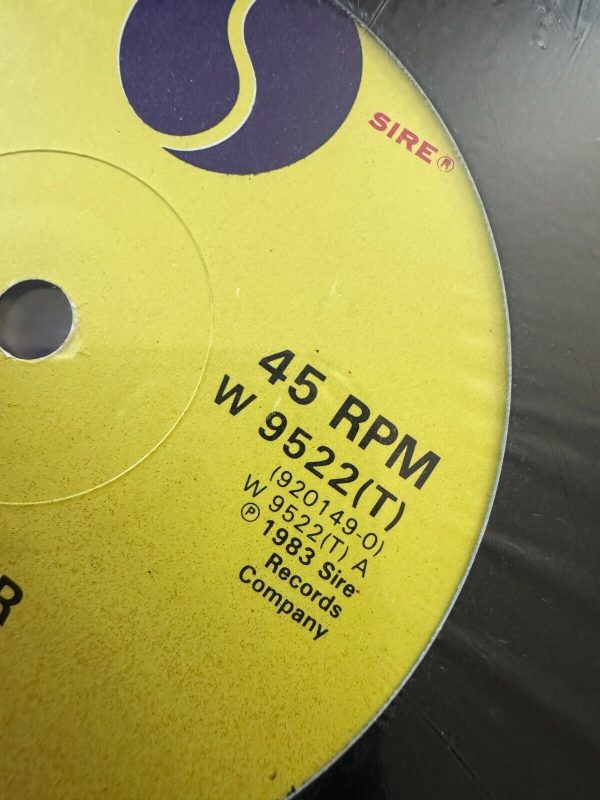 SIRE®
45 RPM
W 9522(T)
(920149-0)
W 9522(T) A
℗ 1983 Sire
Records
Company
R